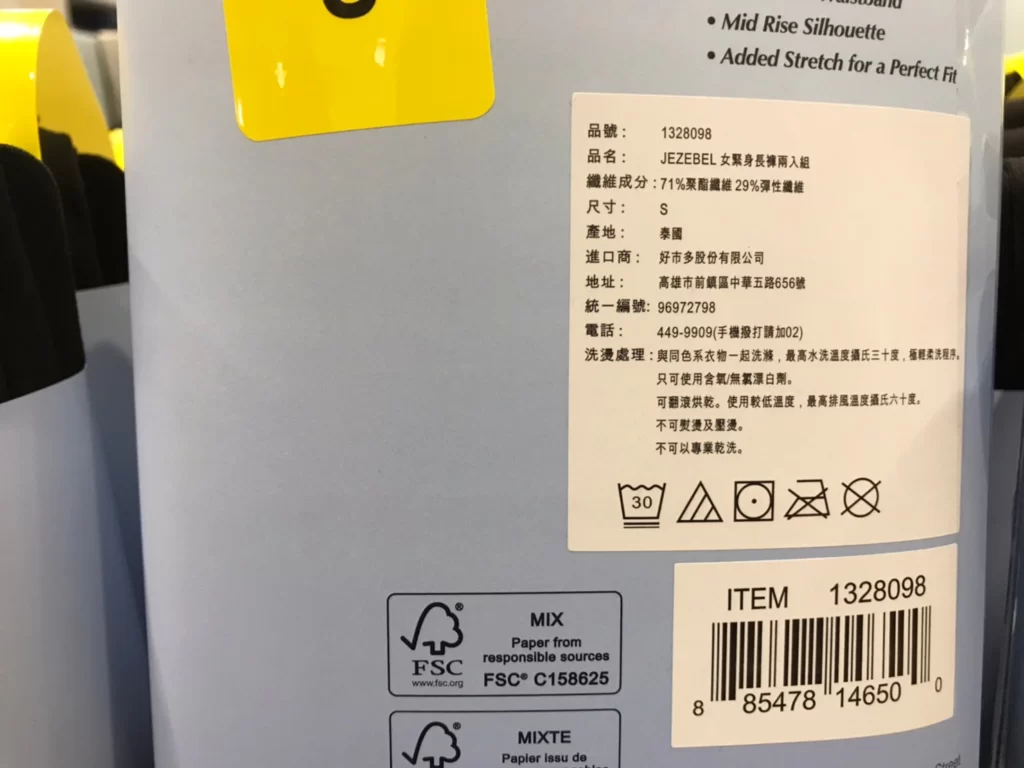 • Mid Rise Silhouette
• Added Stretch for a Perfect Fit
品號： 1328098
品名： JEZEBEL 女緊身長褲兩入組
纖維成分：71%聚酯纖維 29%彈性纖維
尺寸： S
產地： 泰國
進口商： 好市多股份有限公司
地址： 高雄市前鎮區中華五路656號
統一編號: 96972798
電話： 449-9909(手機撥打請加02)
洗燙處理：與同色系衣物一起洗滌，最高水洗溫度攝氏三十度，極輕柔洗程序。
只可使用含氧/無氯漂白劑。
可翻滾烘乾。使用較低溫度，最高排風溫度攝氏六十度。
不可熨燙及壓燙。
不可以專業乾洗。
30
ITEM 1328098
8 85478 14650 0
FSC®
www.fsc.org
MIX
Paper from
responsible sources
FSC® C158625
MIXTE
Papier issu de